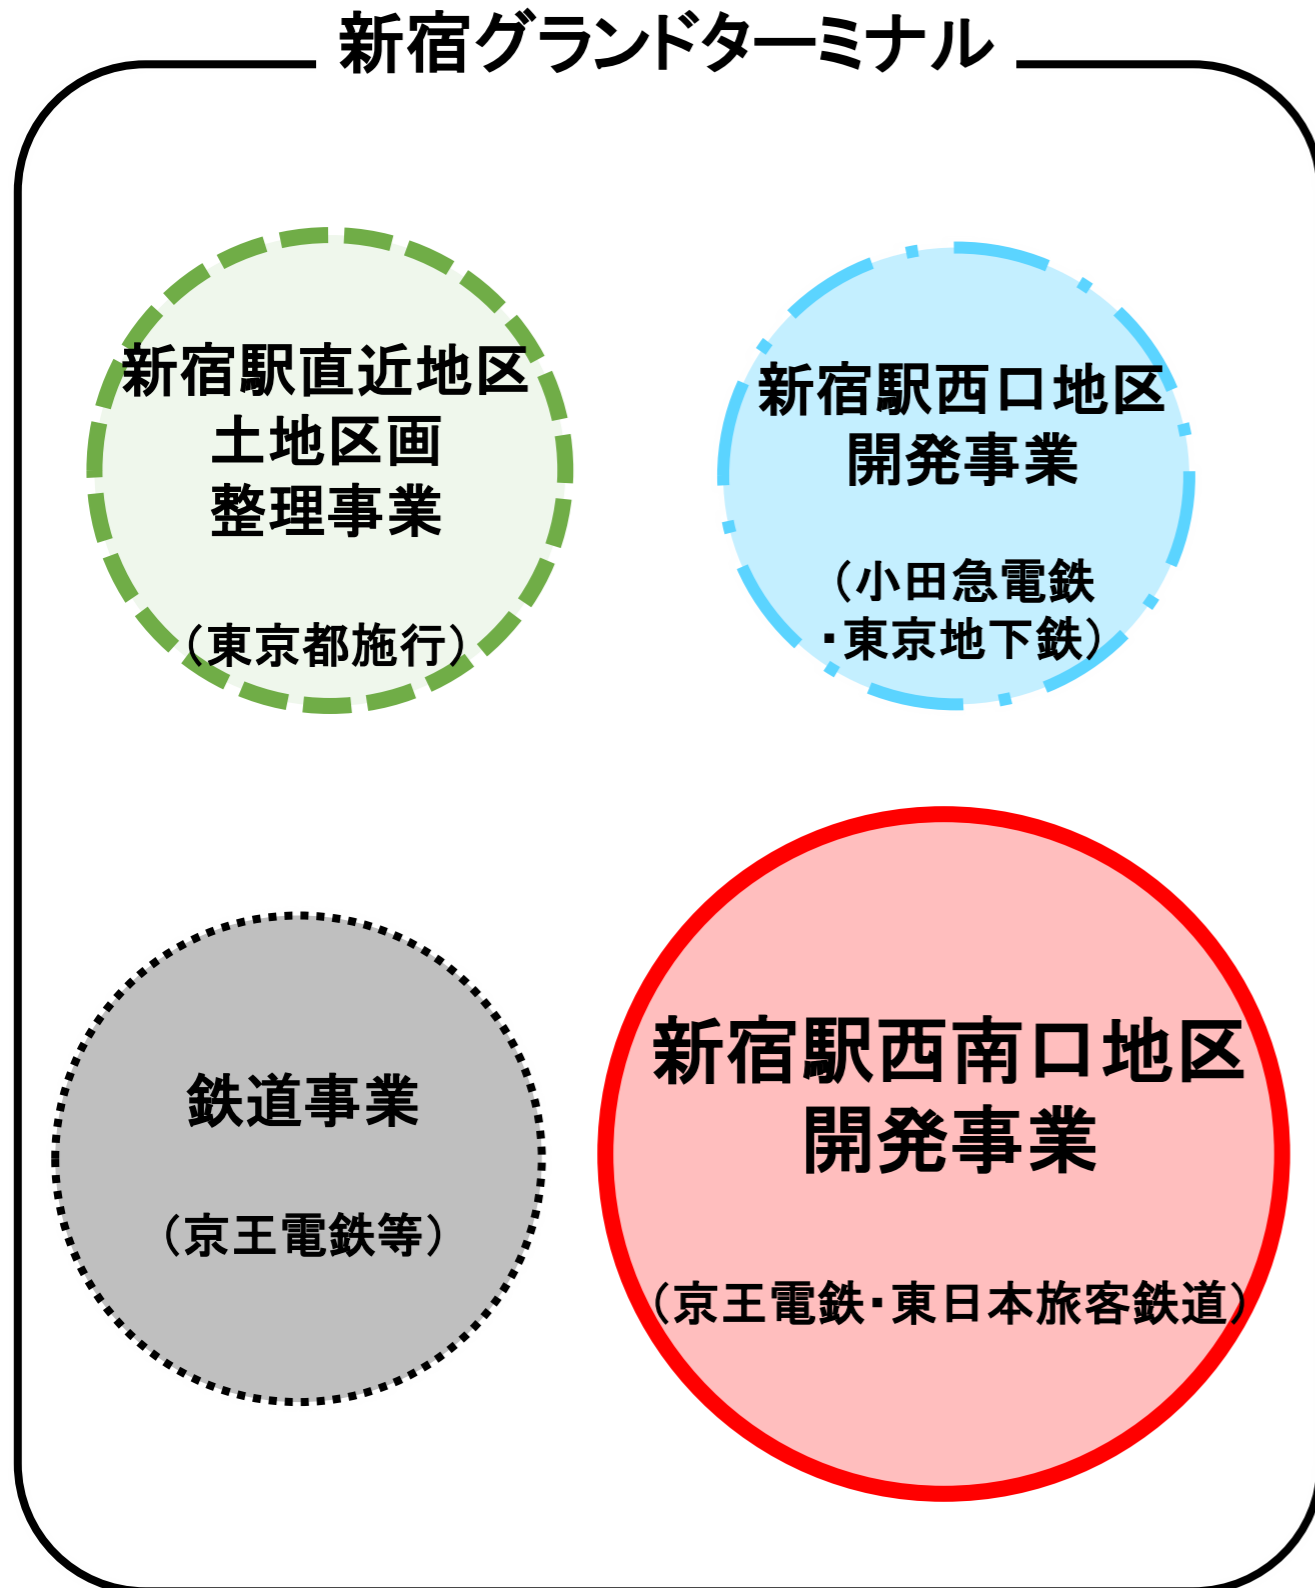 新宿グランドターミナル
新宿駅直近地区
土地区画
整理事業
（東京都施行）
新宿駅西口地区
開発事業
（小田急電鉄
・東京地下鉄）
鉄道事業
（京王電鉄等）
新宿駅西南口地区
開発事業
（京王電鉄・東日本旅客鉄道）